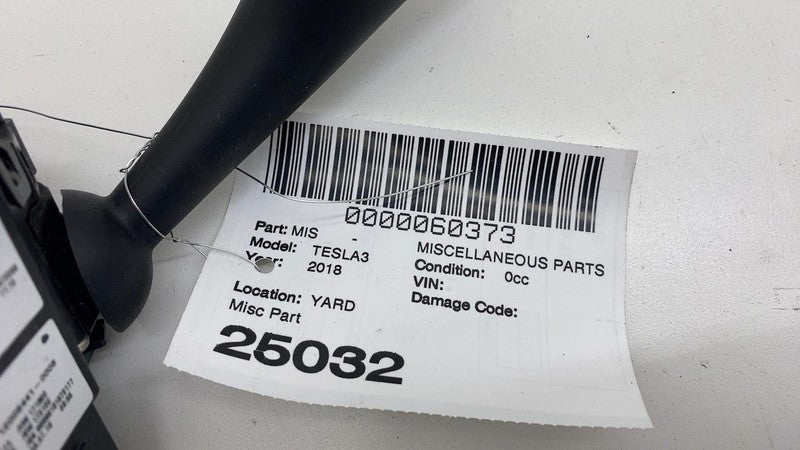 0000060373
Part: MIS -
MISCELLANEOUS PARTS
Model: TESLA3
Condition: 0cc
Year: 2018
VIN:
Location: YARD
Damage Code:
Misc Part
25032